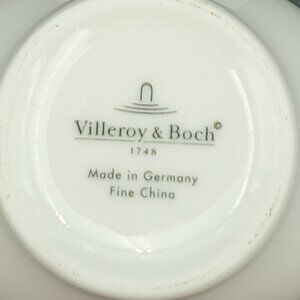 Villeroy & Boch©
1748
Made in Germany
Fine China